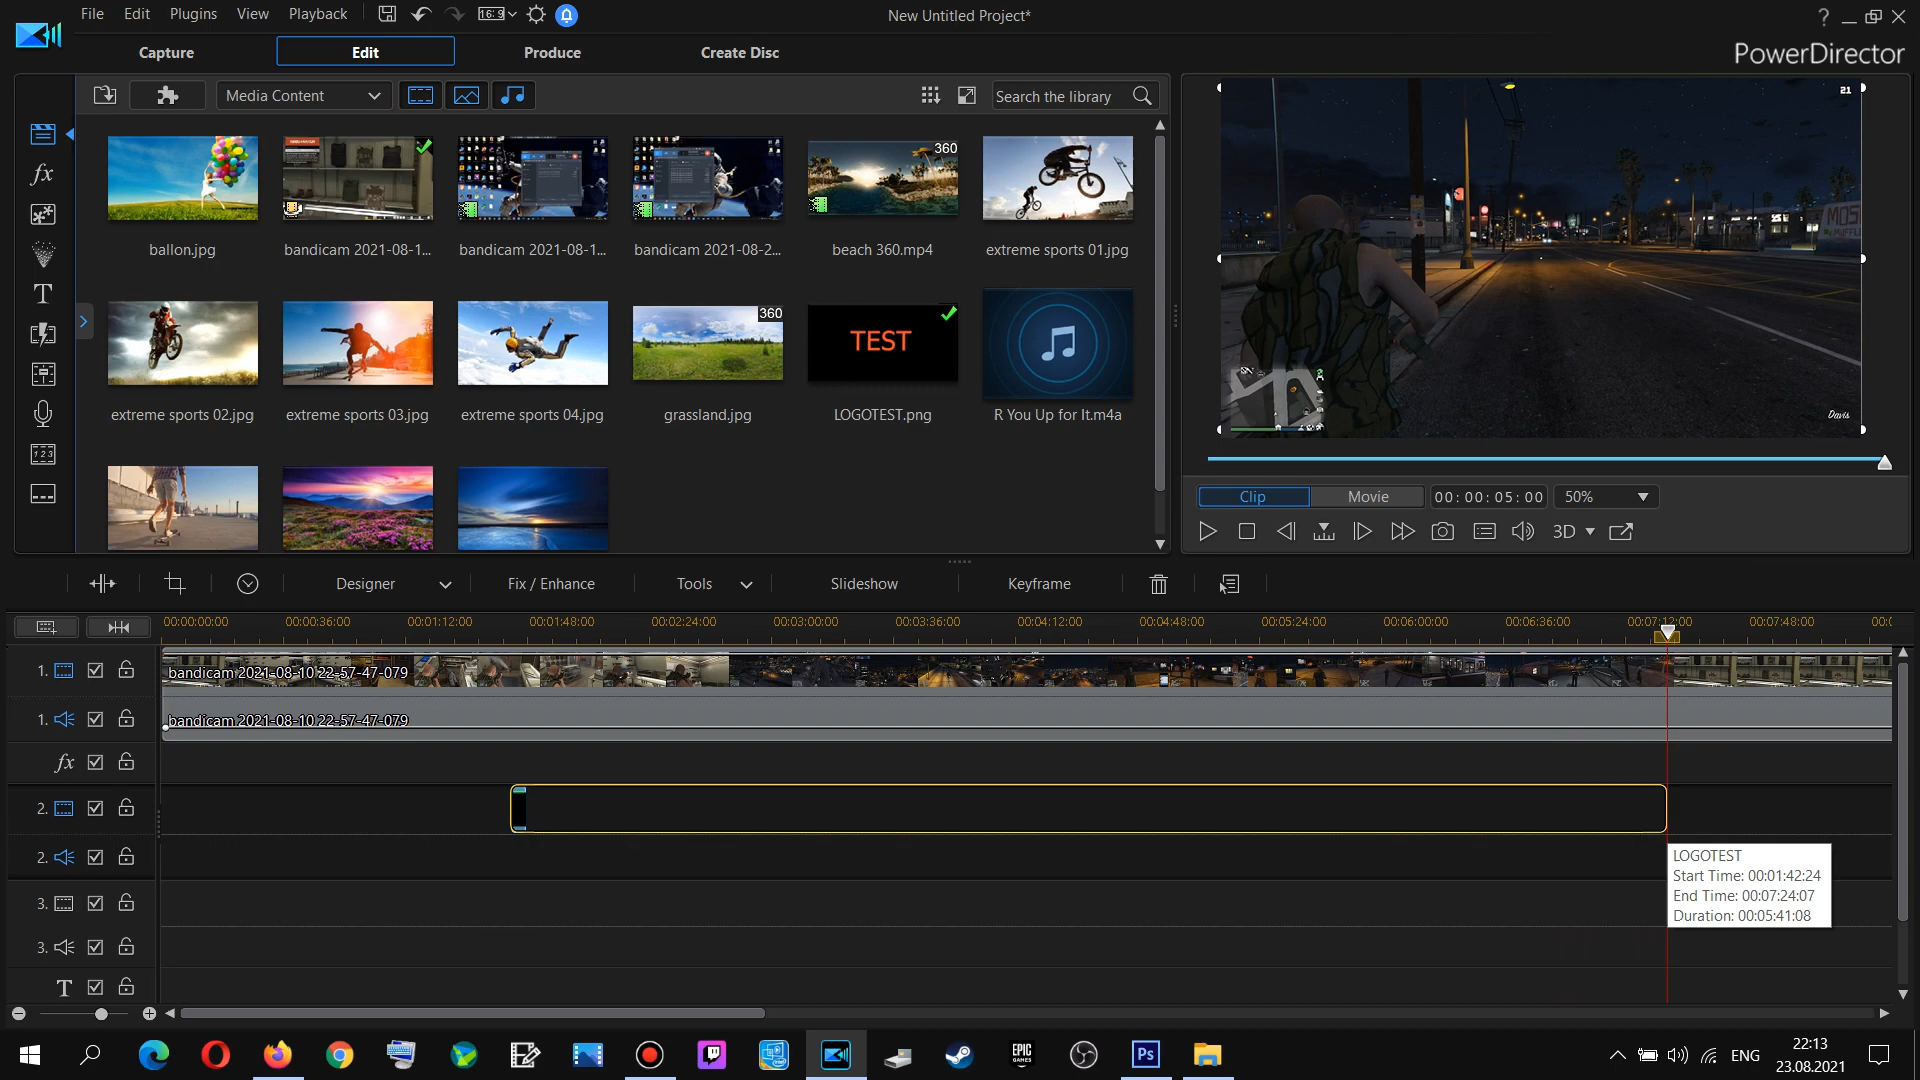 File Edit Plugins View Playback
16:9
New Untitled Project*
?
Capture Edit Produce Create Disc
PowerDirector
Media Content
Search the library
360
ballon.jpg
bandicam 2021-08-1...
bandicam 2021-08-1...
bandicam 2021-08-2...
beach 360.mp4
extreme sports 01.jpg
360
TEST
extreme sports 02.jpg
extreme sports 03.jpg
extreme sports 04.jpg
grassland.jpg
LOGOTEST.png
R You Up for It.m4a
fx
T
1 2 3
21
Davis
Clip Movie 00:00:05:00 50%
3D
Designer Fix / Enhance Tools Slideshow Keyframe
00:00:00:00 00:00:36:00 00:01:12:00 00:01:48:00 00:02:24:00 00:03:00:00 00:03:36:00 00:04:12:00 00:04:48:00 00:05:24:00 00:06:00:00 00:06:36:00 00:07:12:00 00:07:48:00
1. bandicam 2021-08-10 22-57-47-079
1. bandicam 2021-08-10 22-57-47-079
fx
2.
2.
LOGOTEST
Start Time: 00:01:42:24
End Time: 00:07:24:07
Duration: 00:05:41:08
3.
3.
T
EPIC
GAMES
Ps
ENG
22:13
23.08.2021